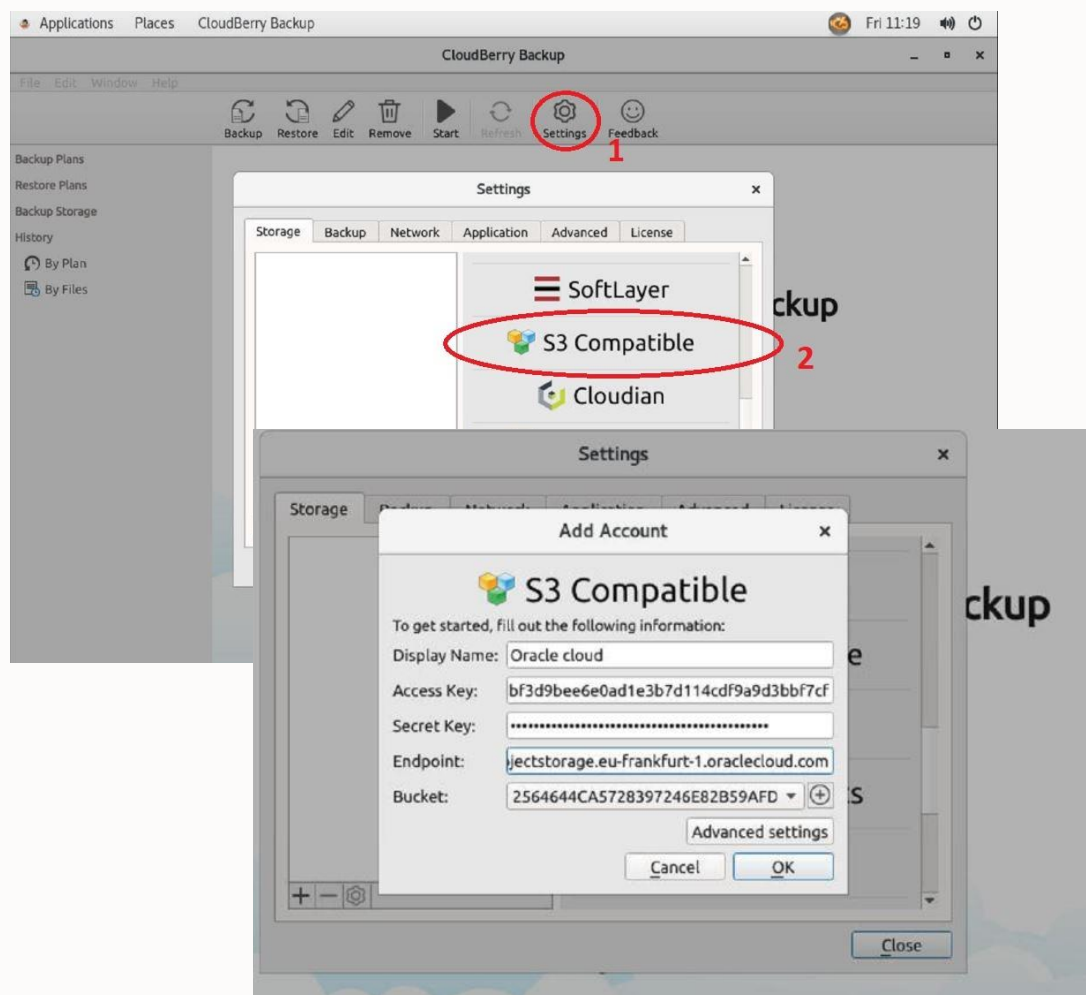 Applications Places CloudBerry Backup Fri 11:19
CloudBerry Backup
File Edit Window Help
Backup Restore Edit Remove Start Refresh Settings Feedback
1
Backup Plans
Restore Plans
Backup Storage
History
By Plan
By Files
Settings
Storage Backup Network Application Advanced License
SoftLayer
S3 Compatible
2
Cloudian
ckup
Settings
Storage
Add Account
S3 Compatible
To get started, fill out the following information:
Display Name: Oracle cloud
Access Key: bf3d9bee6e0ad1e3b7d114cdf9a9d3bbf7cf
Secret Key:
Endpoint: jectstorage.eu-frankfurt-1.oraclecloud.com
Bucket: 2564644CA5728397246E82B59AFD
Advanced settings
Cancel OK
ckup
e
s
Close